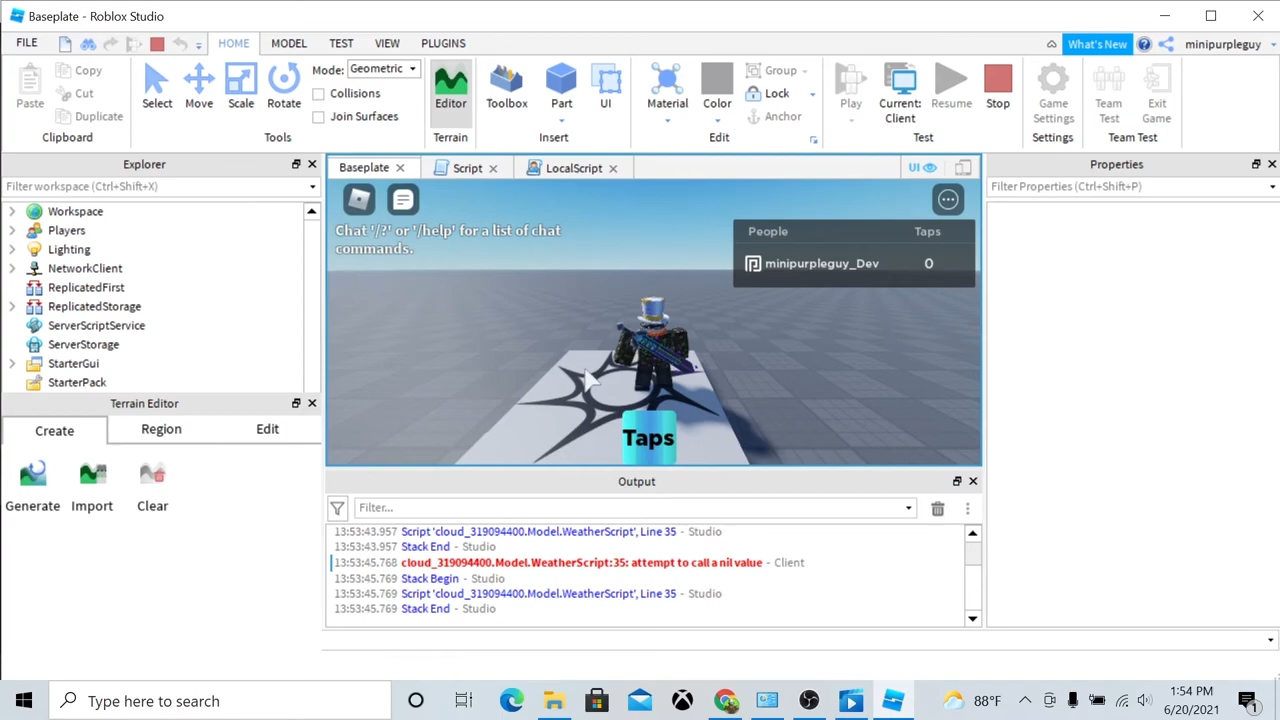 Baseplate - Roblox Studio
FILE HOME MODEL TEST VIEW PLUGINS What's New minipurpleguy
Paste Copy Cut Duplicate Clipboard
Select Move Scale Rotate Mode: Geometric Collisions Join Surfaces Tools
Editor Terrain
Toolbox Part UI Insert
Material Color Group Lock Anchor Edit
Play Current: Client Resume Stop Test
Game Settings Settings
Team Test Exit Game Team Test
Explorer
Filter workspace (Ctrl+Shift+X)
Workspace
Players
Lighting
NetworkClient
ReplicatedFirst
ReplicatedStorage
ServerScriptService
ServerStorage
StarterGui
StarterPack
Terrain Editor
Create Region Edit
Generate Import Clear
Baseplate Script LocalScript UI
Chat '/?' or '/help' for a list of chat
commands.
People Taps
minipurpleguy_Dev 0
Taps
Properties
Filter Properties (Ctrl+Shift+P)
Output
Filter...
13:53:43.957 Script 'cloud_319094400.Model.WeatherScript', Line 35 - Studio
13:53:43.957 Stack End - Studio
13:53:45.768 cloud_319094400.Model.WeatherScript:35: attempt to call a nil value - Client
13:53:45.769 Stack Begin - Studio
13:53:45.769 Script 'cloud_319094400.Model.WeatherScript', Line 35 - Studio
13:53:45.769 Stack End - Studio
Type here to search
88°F
1:54 PM
6/20/2021
1